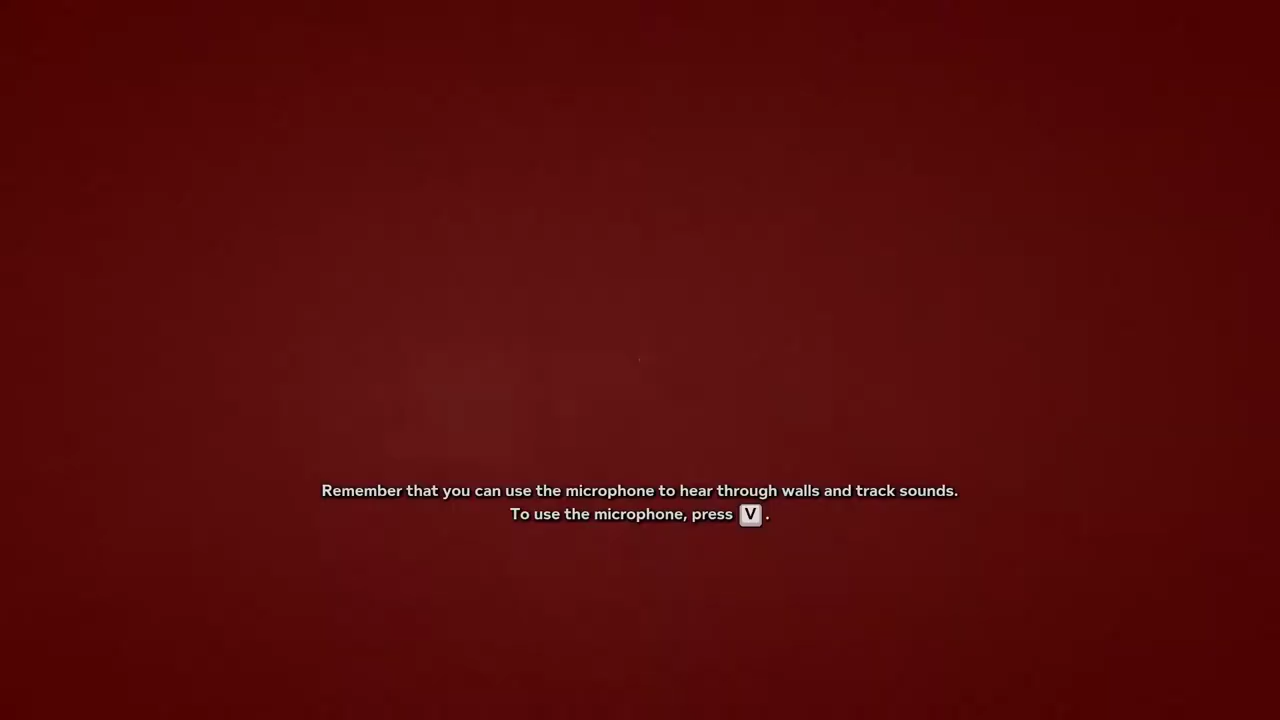 Remember that you can use the microphone to hear through walls and track sounds.
To use the microphone, press V .